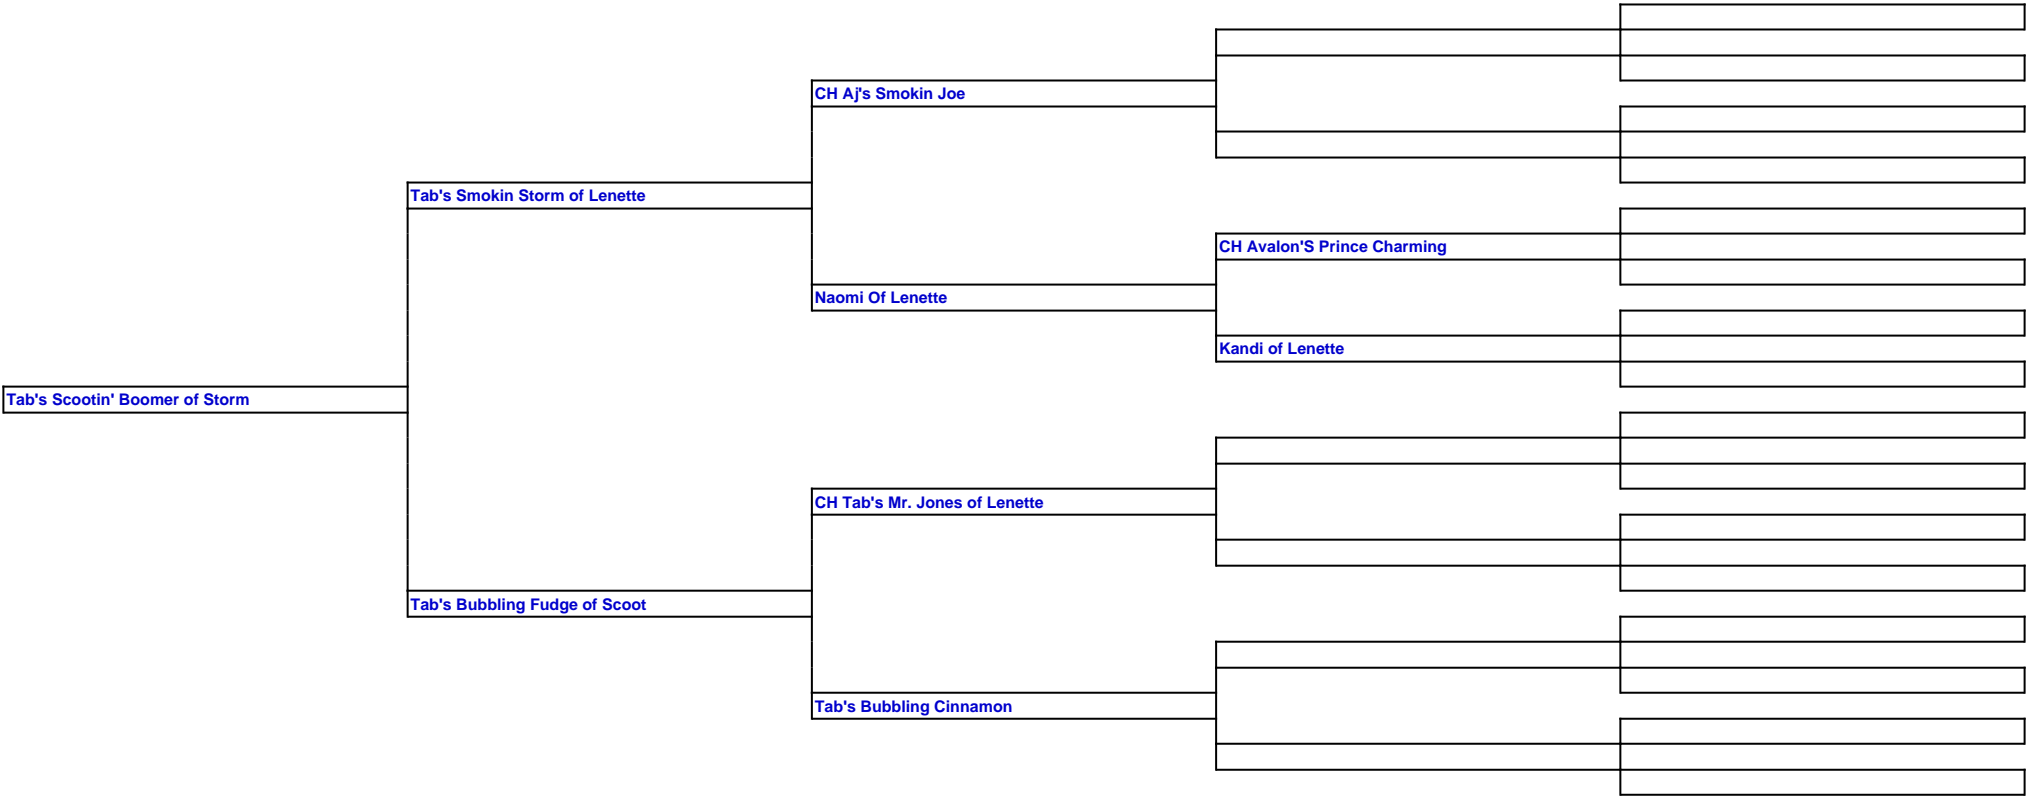 CH Aj's Smokin Joe
Tab's Smokin Storm of Lenette
CH Avalon'S Prince Charming
Naomi Of Lenette
Kandi of Lenette
Tab's Scootin' Boomer of Storm
CH Tab's Mr. Jones of Lenette
Tab's Bubbling Fudge of Scoot
Tab's Bubbling Cinnamon